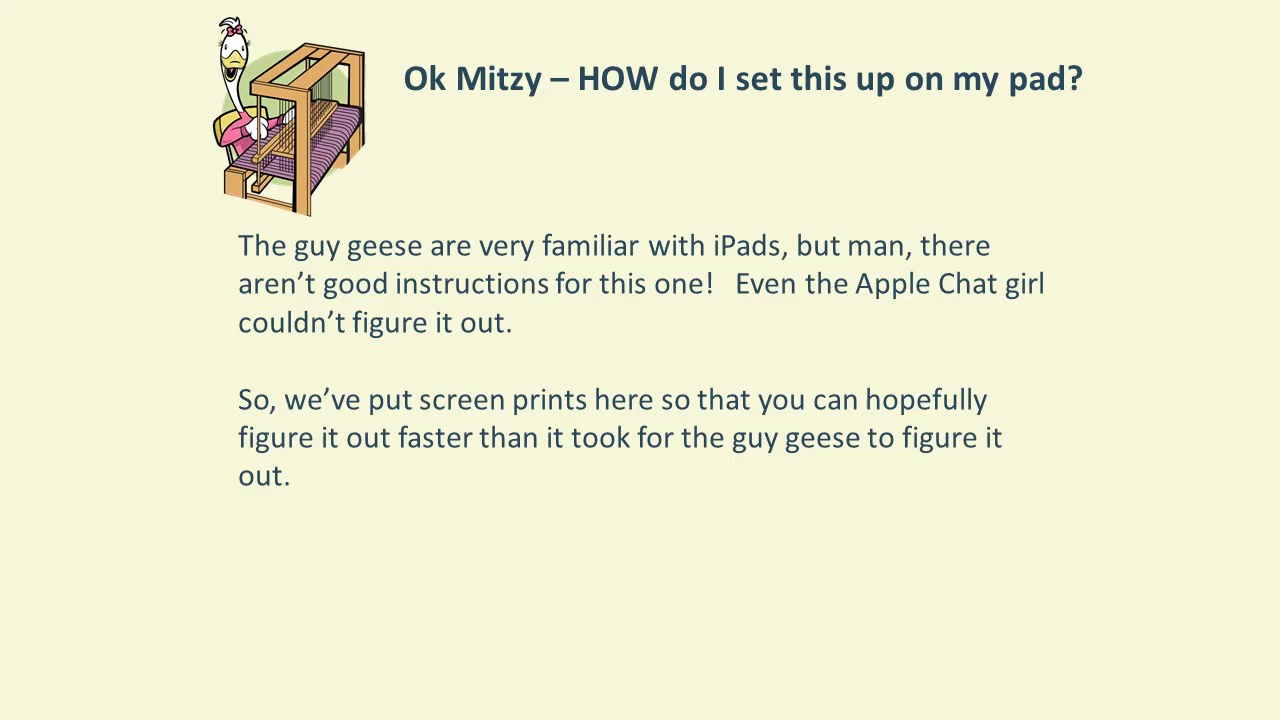 Ok Mitzy – HOW do I set this up on my pad?
The guy geese are very familiar with iPads, but man, there
aren’t good instructions for this one!   Even the Apple Chat girl
couldn’t figure it out.
So, we’ve put screen prints here so that you can hopefully
figure it out faster than it took for the guy geese to figure it
out.